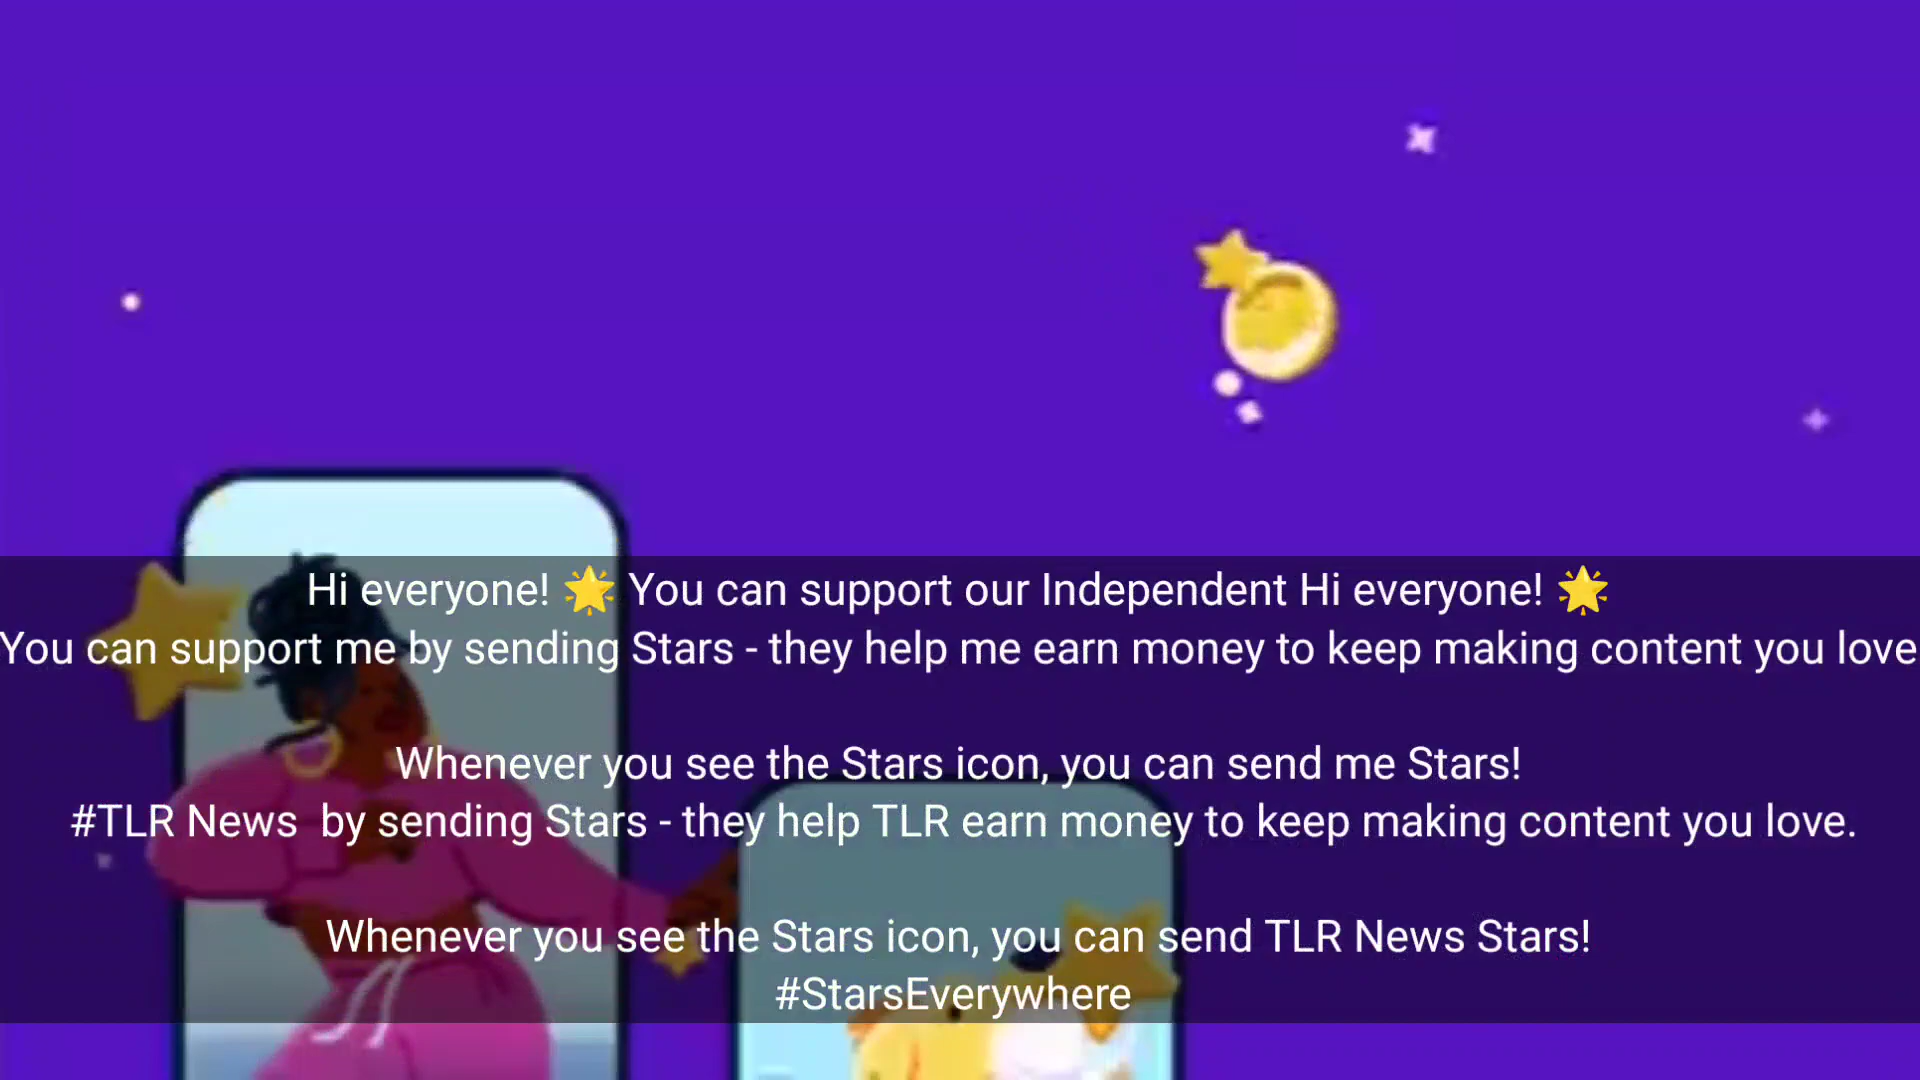 Hi everyone! 🌟 You can support our Independent Hi everyone! 🌟
You can support me by sending Stars - they help me earn money to keep making content you love
Whenever you see the Stars icon, you can send me Stars!
#TLR News  by sending Stars - they help TLR earn money to keep making content you love.
Whenever you see the Stars icon, you can send TLR News Stars!
#StarsEverywhere